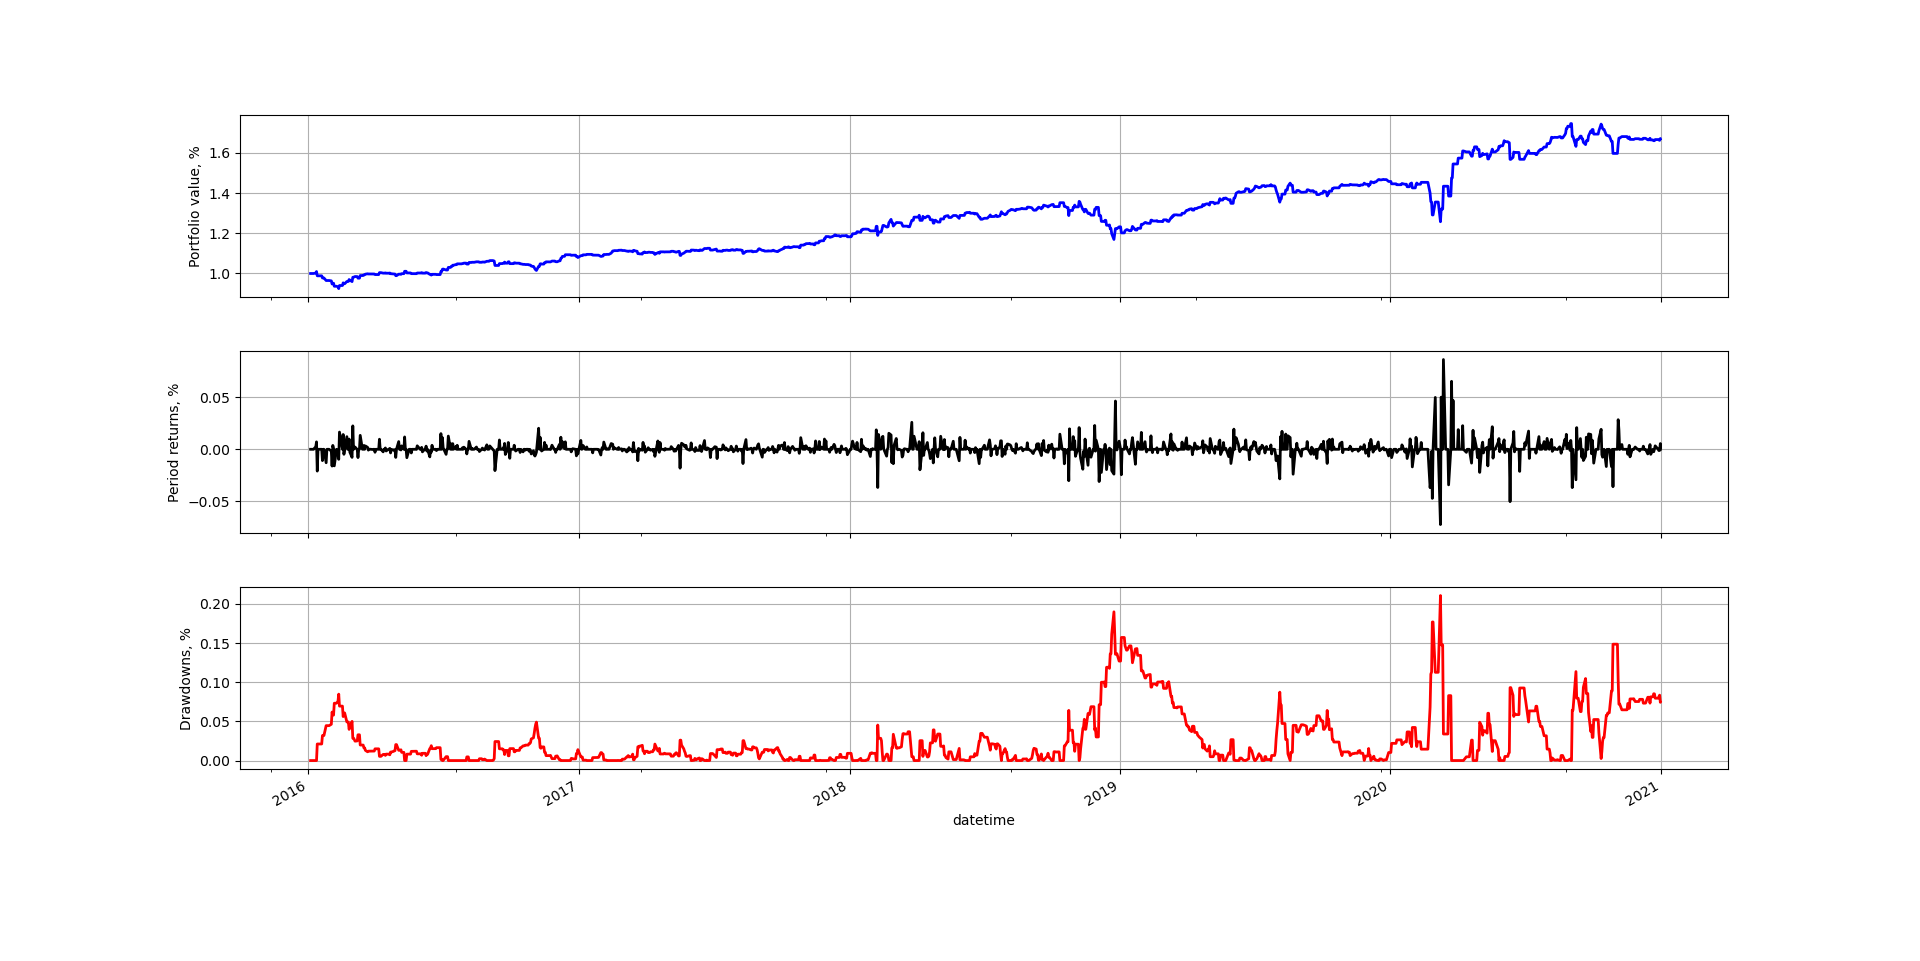 Portfolio value, %
1.6
1.4
1.2
1.0
Period returns, %
0.05
0.00
−0.05
Drawdowns, %
0.20
0.15
0.10
0.05
0.00
2016 2017 2018 2019 2020 2021
datetime